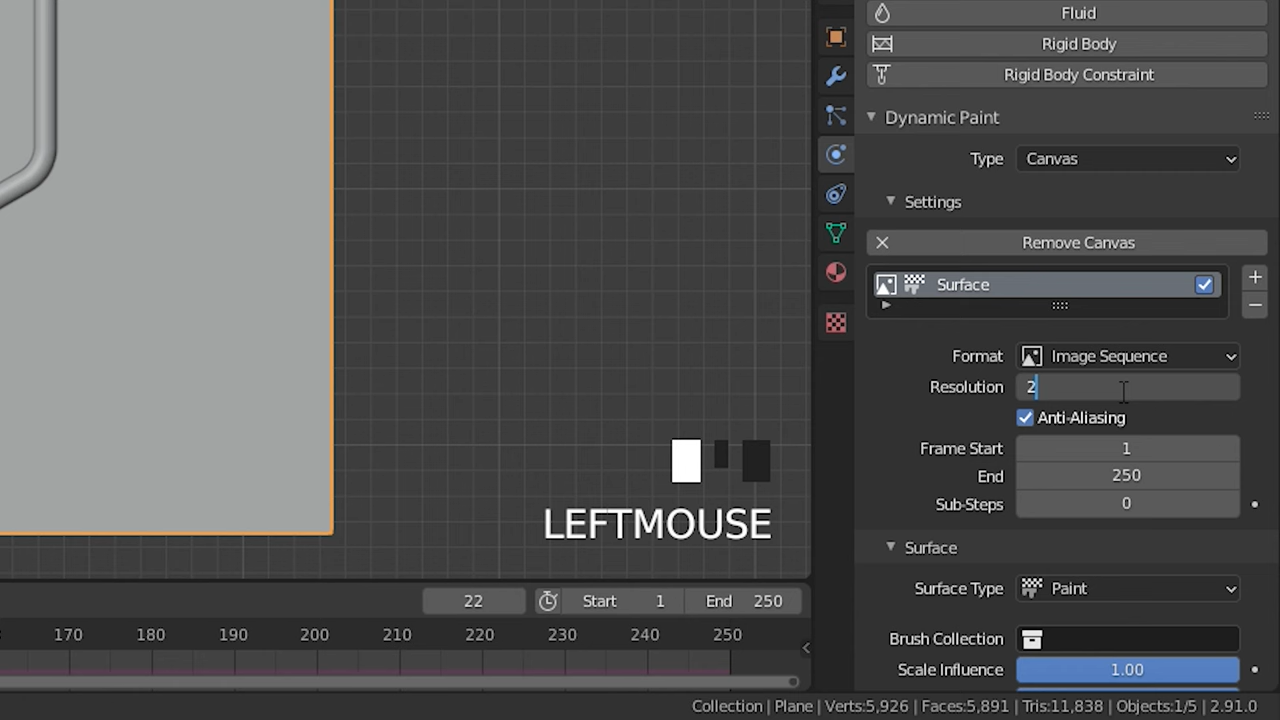 Fluid
Rigid Body
Rigid Body Constraint
Dynamic Paint
Type Canvas
Settings
Remove Canvas
Surface
Format Image Sequence
Resolution 2
Anti-Aliasing
Frame Start 1
End 250
Sub-Steps 0
LEFTMOUSE
Surface
Surface Type Paint
22 Start 1 End 250
170 180 190 200 210 220 230 240 250
Brush Collection
Scale Influence 1.00
Collection | Plane | Verts:5,926 | Faces:5,891 | Tris:11,838 | Objects:1/5 | 2.91.0